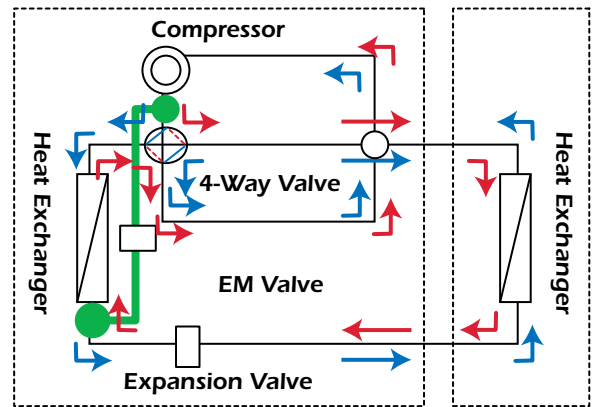 Compressor
Heat Exchanger
4-Way Valve
Heat Exchanger
EM Valve
Expansion Valve